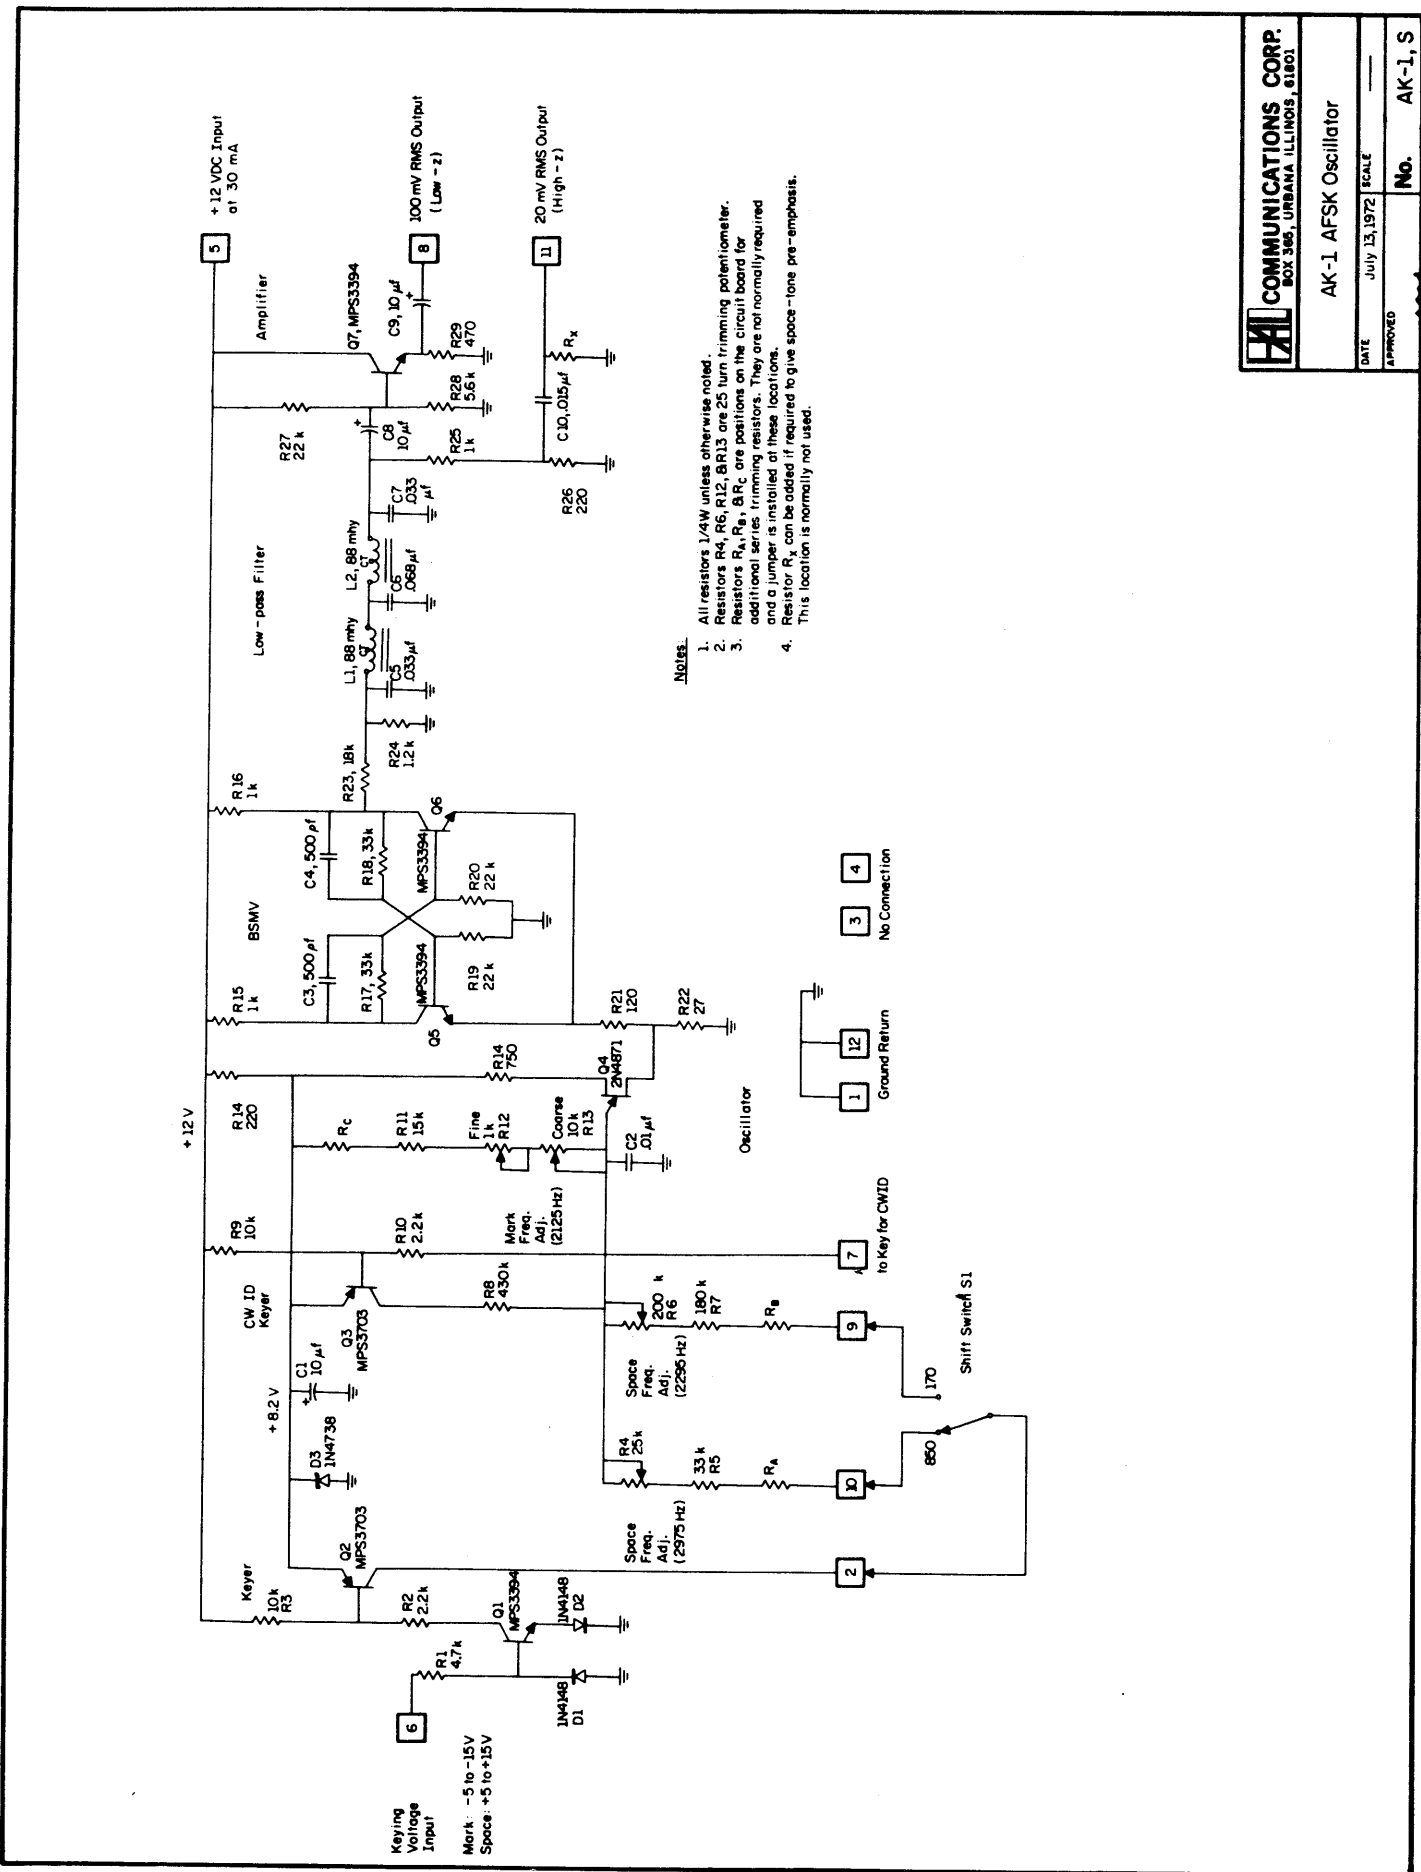 +12 VDC Input
at 30 mA
5
Amplifier
Q7, MPS3394
C9, 10 µf
+
8
100 mV RMS Output
(Low - z)
R27
22 k
+
C8
10 µf
R28
5.6 k
R29
470
R25
1 k
C10, .015µf
Rx
11
20 mV RMS Output
(High - z)
R26
220
Low - pass Filter
L1, 88 mhy
CT
L2, 88 mhy
CT
C5
.033µf
C6
.068µf
C7
.033
µf
R23, 18k
R24
1.2 k
R16
1k
BSMV
R15
1k
C4, 500 pf
R18, 33k
C3, 500 pf
R17, 33k
MPS3394
Q6
MPS3394
Q5
R20
22 k
R19
22 k
R21
120
R22
27
+12 V
R14
220
R14
750
Q4
2N4871
Oscillator
RC
R11
15k
Fine
1k
R12
Coarse
10 k
R13
C2
.01 µf
Mark
Freq.
Adj.
(2125 Hz)
R9
10k
CW ID
Keyer
Q3
MPS3703
R10
2.2 k
R8
430k
C1
10 µf
+
+8.2 V
D3
1N4738
Space
Freq.
Adj.
(2295 Hz)
200 k
R6
180 k
R7
RB
Space
Freq.
Adj.
(2975 Hz)
R4
25k
33 k
R5
RA
Keyer
10k
R3
Q2
MPS3703
R2
2.2k
Q1
MPS3394
1N4148
D2
R1
4.7k
1N4148
D1
6
Keying
Voltage
Input
Mark: -5 to -15V
Space: +5 to +15V
2
10
9
7
to Key for CWID
850
170
Shift Switch S1
1
12
Ground Return
3
4
No Connection
Notes:
1. All resistors 1/4W unless otherwise noted.
2. Resistors R4, R6, R12, & R13 are 25 turn trimming potentiometer.
3. Resistors RA, RB, & RC are positions on the circuit board for
additional series trimming resistors. They are not normally required
and a jumper is installed at these locations.
4. Resistor Rx can be added if required to give space-tone pre-emphasis.
This location is normally not used.
HAL COMMUNICATIONS CORP.
BOX 365, URBANA ILLINOIS, 61801
AK-1 AFSK Oscillator
DATE July 13, 1972 SCALE —
APPROVED
No. AK-1, S